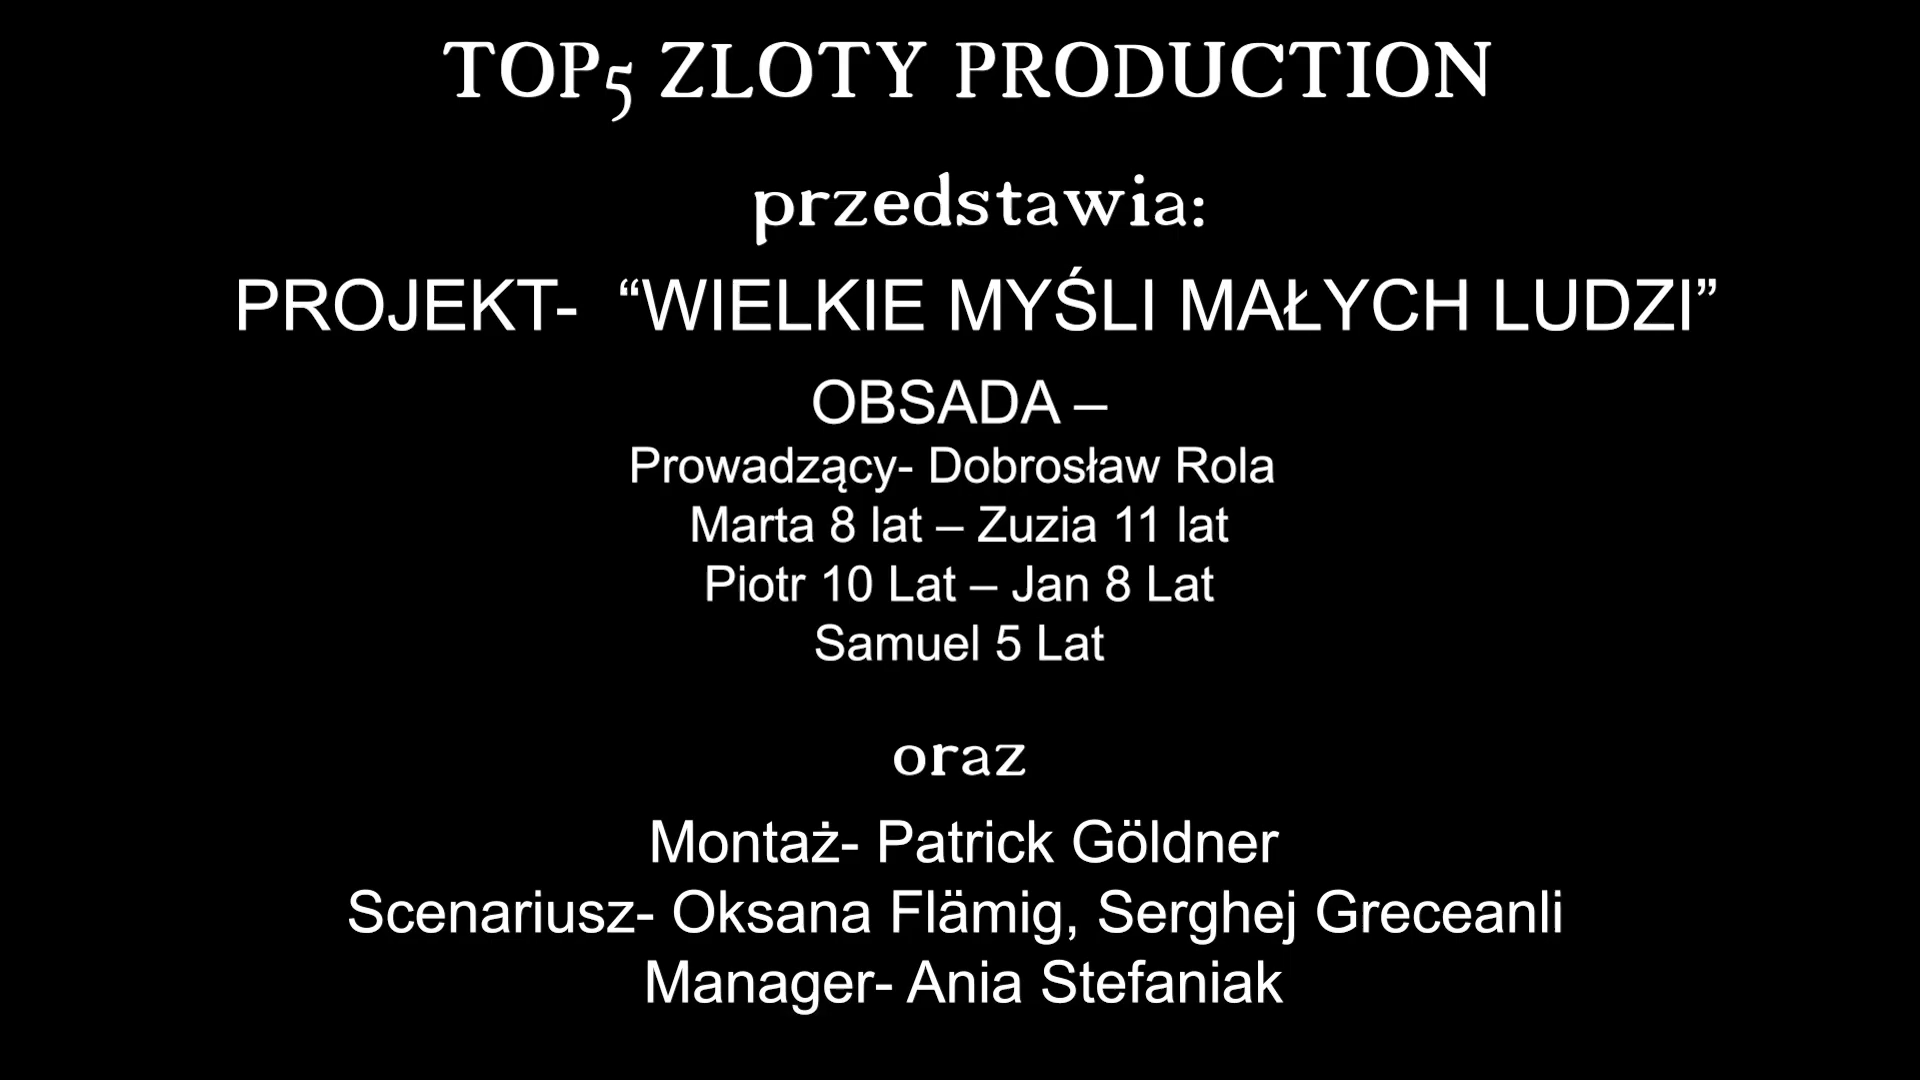 TOP5 ZLOTY PRODUCTION
przedstawia:
PROJEKT- “WIELKIE MYŚLI MAŁYCH LUDZI”
OBSADA –
Prowadzący- Dobrosław Rola
Marta 8 lat – Zuzia 11 lat
Piotr 10 Lat – Jan 8 Lat
Samuel 5 Lat
oraz
Montaż- Patrick Göldner
Scenariusz- Oksana Flämig, Serghej Greceanli
Manager- Ania Stefaniak